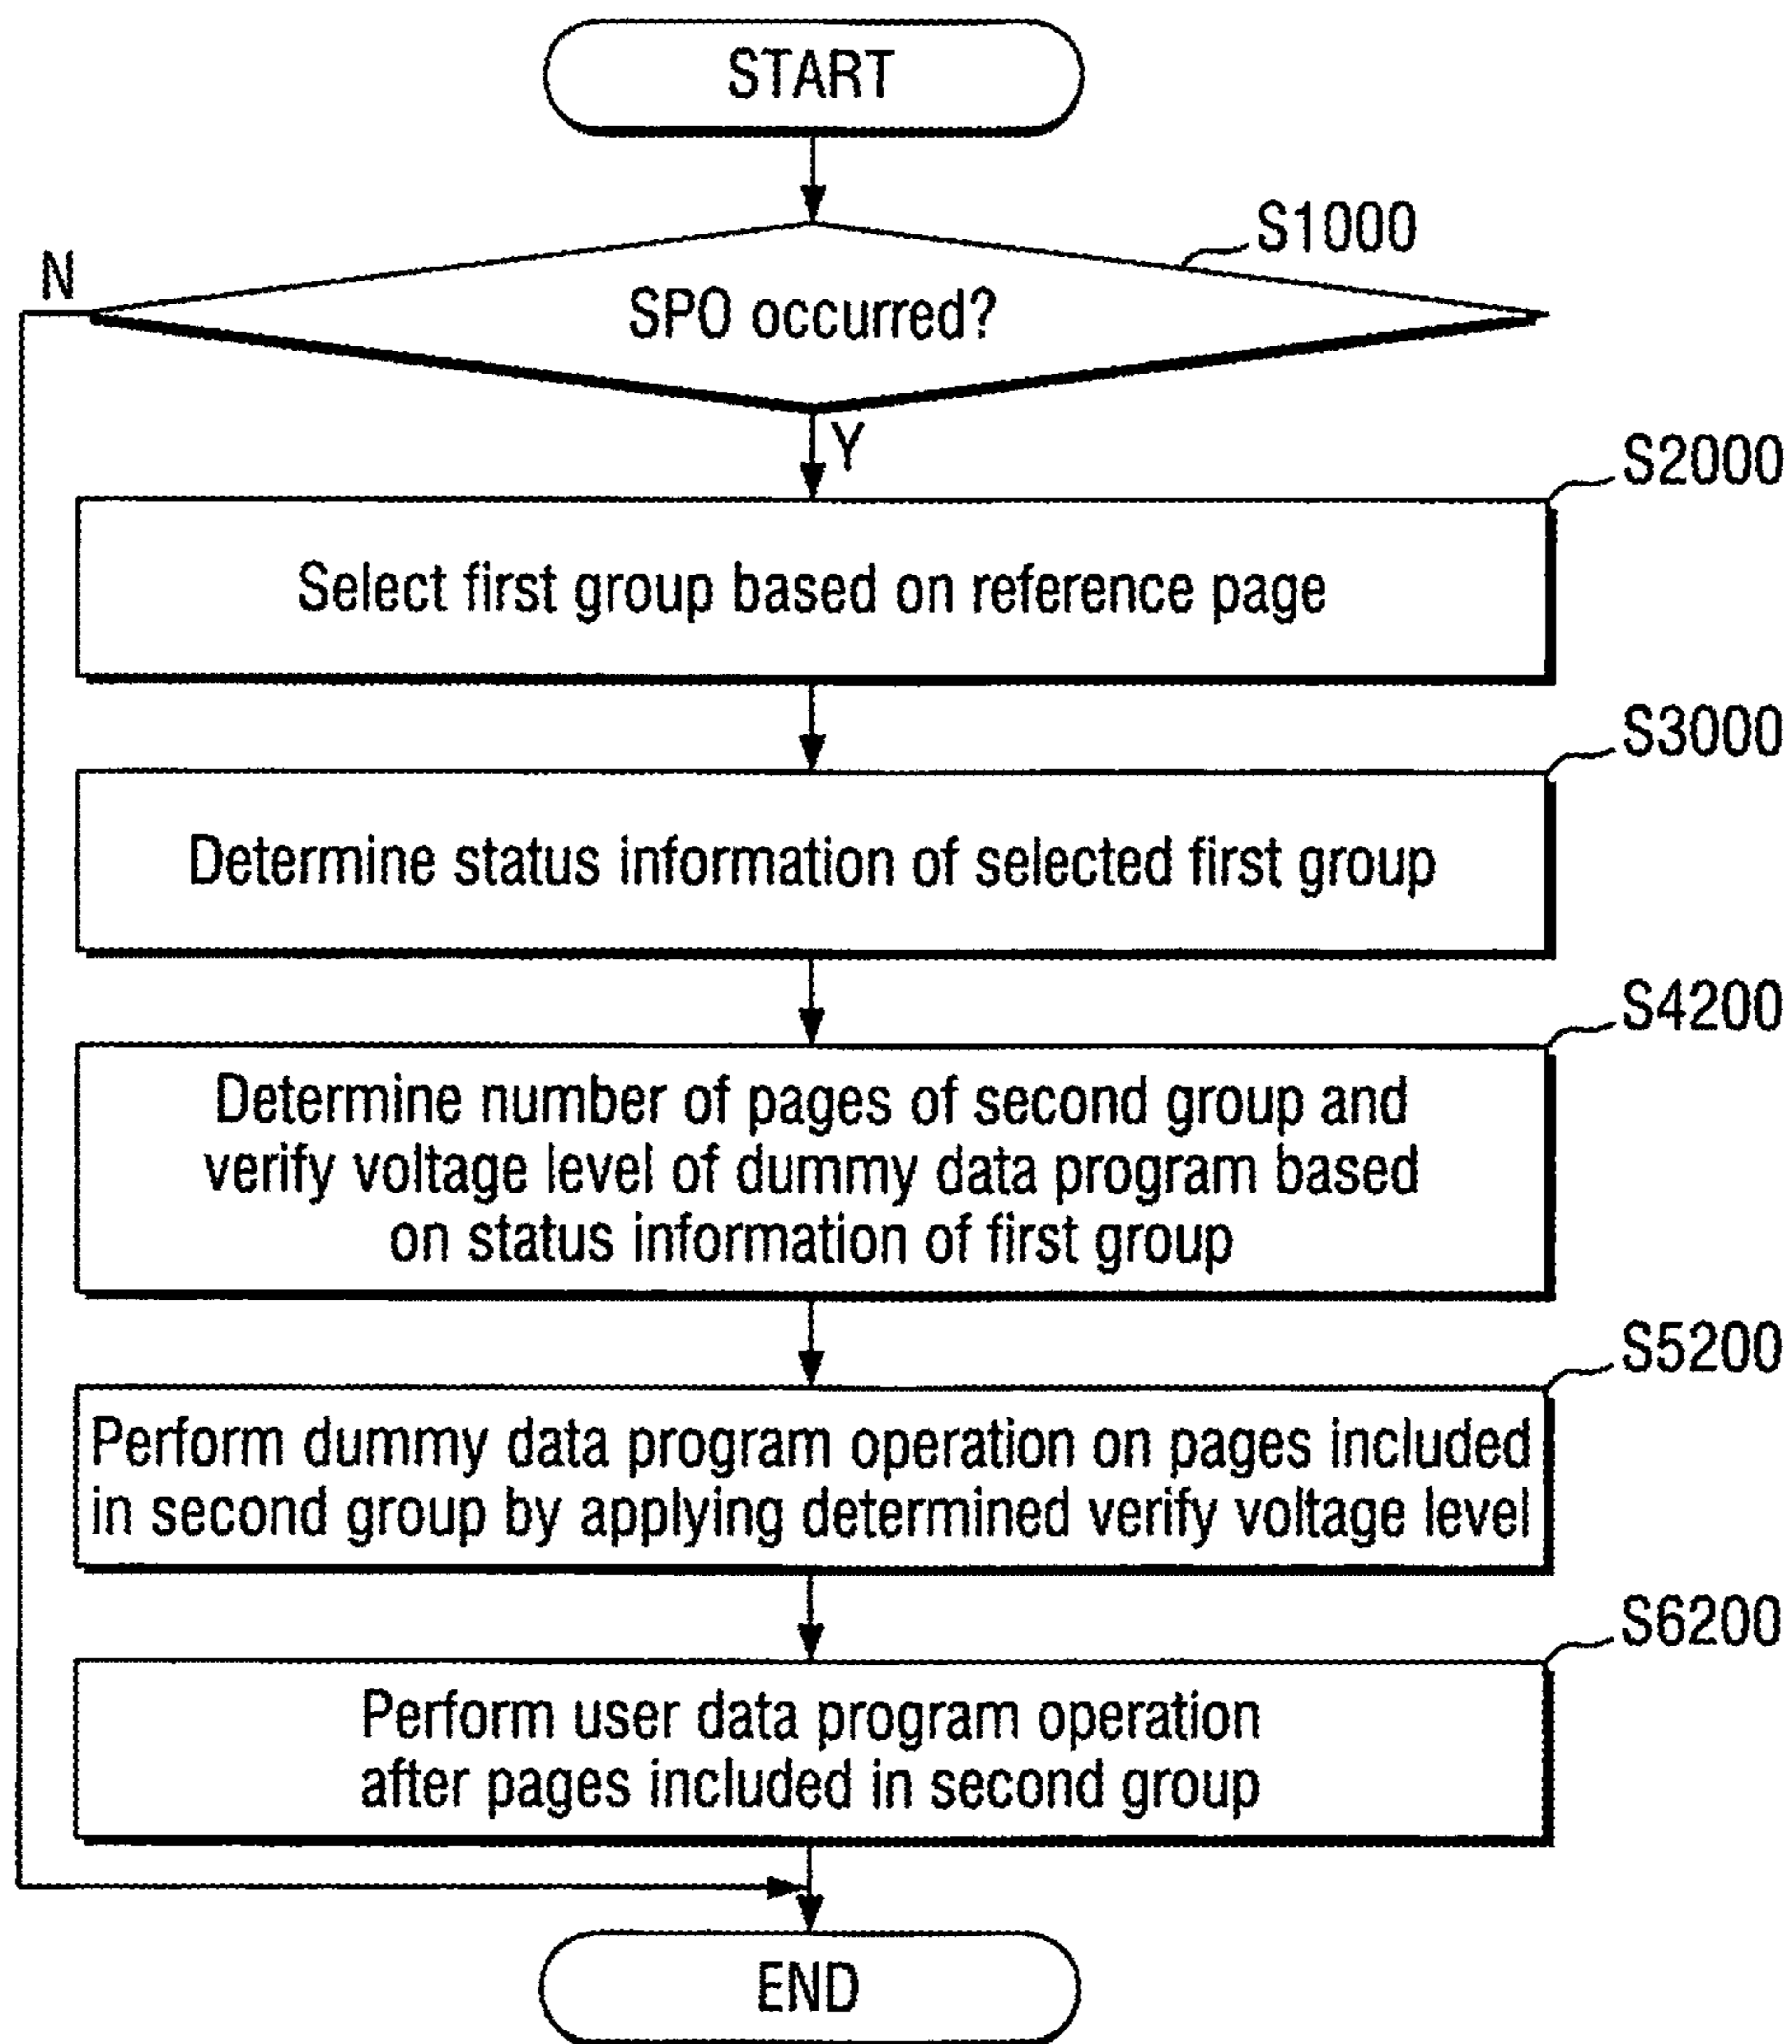 START
S1000
N
SPO occurred?
Y
S2000
Select first group based on reference page
S3000
Determine status information of selected first group
S4200
Determine number of pages of second group and
verify voltage level of dummy data program based
on status information of first group
S5200
Perform dummy data program operation on pages included
in second group by applying determined verify voltage level
S6200
Perform user data program operation
after pages included in second group
END